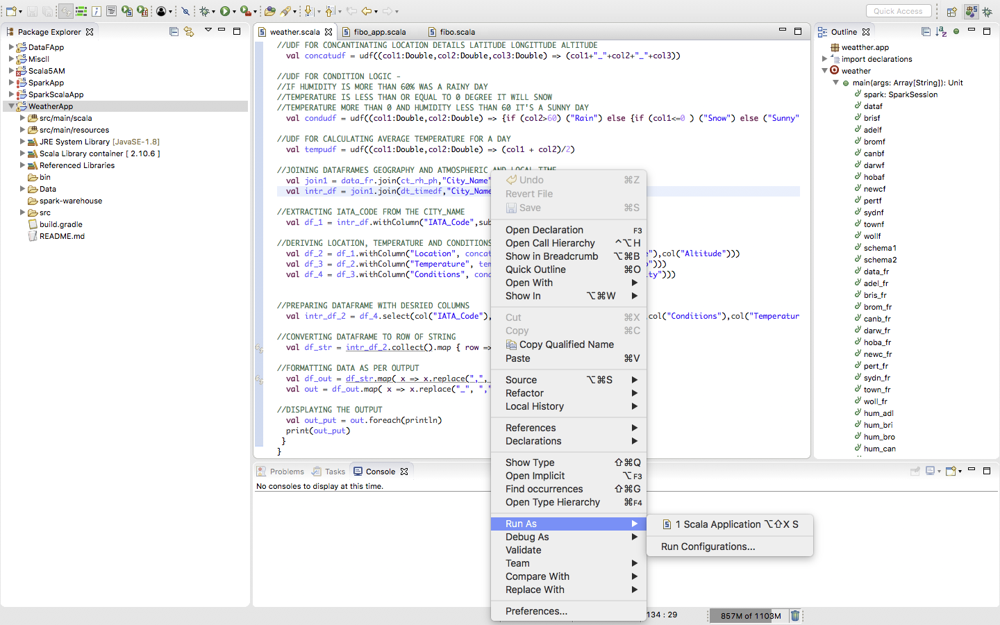 Quick Access
Package Explorer
DataFApp
Miscll
Scala5AM
SparkApp
SparkScalaApp
WeatherApp
src/main/scala
src/main/resources
JRE System Library [JavaSE-1.8]
Scala Library container [ 2.10.6 ]
Referenced Libraries
bin
Data
spark-warehouse
src
build.gradle
README.md
weather.scala
fibo_app.scala
fibo.scala
//UDF FOR CONCANTINATING LOCATION DETAILS LATITUDE LONGITTUDE ALTITUDE
val concatudf = udf((col1:Double,col2:Double,col3:Double) => (col1+"_"+col2+"_"+col3))
//UDF FOR CONDITION LOGIC -
//IF HUMIDITY IS MORE THAN 60% WAS A RAINY DAY
//TEMPERATURE IS LESS THAN OR EQUAL TO 0 DEGREE IT WILL SNOW
//TEMPERATURE MORE THAN 0 AND HUMIDITY LESS THAN 60 IT'S A SUNNY DAY
val condudf = udf((col1:Double,col2:Double) => {if (col2>60) ("Rain") else {if (col1<=0 ) ("Snow") else ("Sunny"
//UDF FOR CALCULATING AVERAGE TEMPERATURE FOR A DAY
val tempudf = udf((col1:Double,col2:Double) => (col1 + col2)/2)
//JOINING DATAFRAMES GEOGRAPHY AND ATMOSPHERIC AND LOCAL TIME
val join1 = data_fr.join(ct_rh_ph,"City_Name"
val intr_df = join1.join(dt_timedf,"City_Name
//EXTRACTING IATA_CODE FROM THE CITY_NAME
val df_1 = intr_df.withColumn("IATA_Code",sub
//DERIVING LOCATION, TEMPERATURE AND CONDITIONS
val df_2 = df_1.withColumn("Location", concat e"),col("Altitude")))
val df_3 = df_2.withColumn("Temperature", tem ")))
val df_4 = df_3.withColumn("Conditions", cond ty")))
//PREPARING DATAFRAME WITH DESRIED COLUMNS
val intr_df_2 = df_4.select(col("IATA_Code"), ,col("Conditions"),col("Temperatur
//CONVERTING DATAFRAME TO ROW OF STRING
val df_str = intr_df_2.collect().map { row =>
//FORMATTING DATA AS PER OUTPUT
val df_out = df_str.map( x => x.replace(",",
val out = df_out.map( x => x.replace("_", ","
//DISPLAYING THE OUTPUT
val out_put = out.foreach(println)
print(out_put)
}
}
Undo ⌘Z
Revert File
Save ⌘S
Open Declaration F3
Open Call Hierarchy ^⌥H
Show in Breadcrumb ⌥⌘B
Quick Outline ⌘O
Open With
Show In ⌥⌘W
Cut ⌘X
Copy ⌘C
Copy Qualified Name
Paste ⌘V
Source ⌥⌘S
Refactor
Local History
References
Declarations
Show Type ⇧⌘Q
Open Implicit ⌥F3
Find occurrences ⇧⌘G
Open Type Hierarchy ⌘F4
Run As
Debug As
Validate
Team
Compare With
Replace With
Preferences...
1 Scala Application ⌥⇧X S
Run Configurations...
Problems
Tasks
Console
No consoles to display at this time.
134 : 29
857M of 1103M
Outline
weatther.app
import declarations
weather
main(args: Array[String]): Unit
spark: SparkSession
dataf
brisf
adelf
bromf
canbf
darwf
hobaf
newcf
pertf
sydnf
townf
wollf
schema1
schema2
data_fr
adel_fr
bris_fr
brom_fr
canb_fr
darw_fr
hoba_fr
newc_fr
pert_fr
sydn_fr
town_fr
woll_fr
hum_adl
hum_bri
hum_bro
hum_can